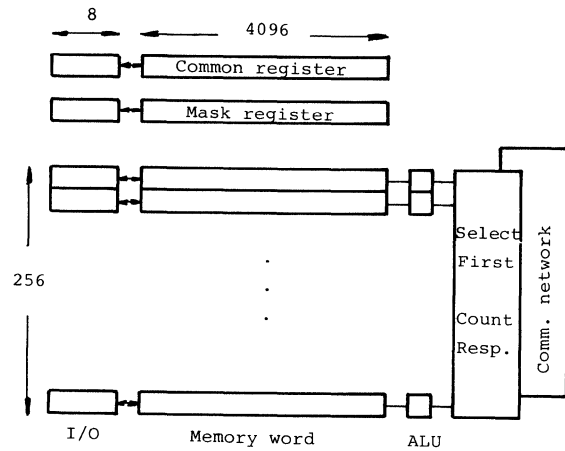 8
4096
Common register
Mask register
Select
First
256
Count
Resp.
Comm. network
I/O
Memory word
ALU